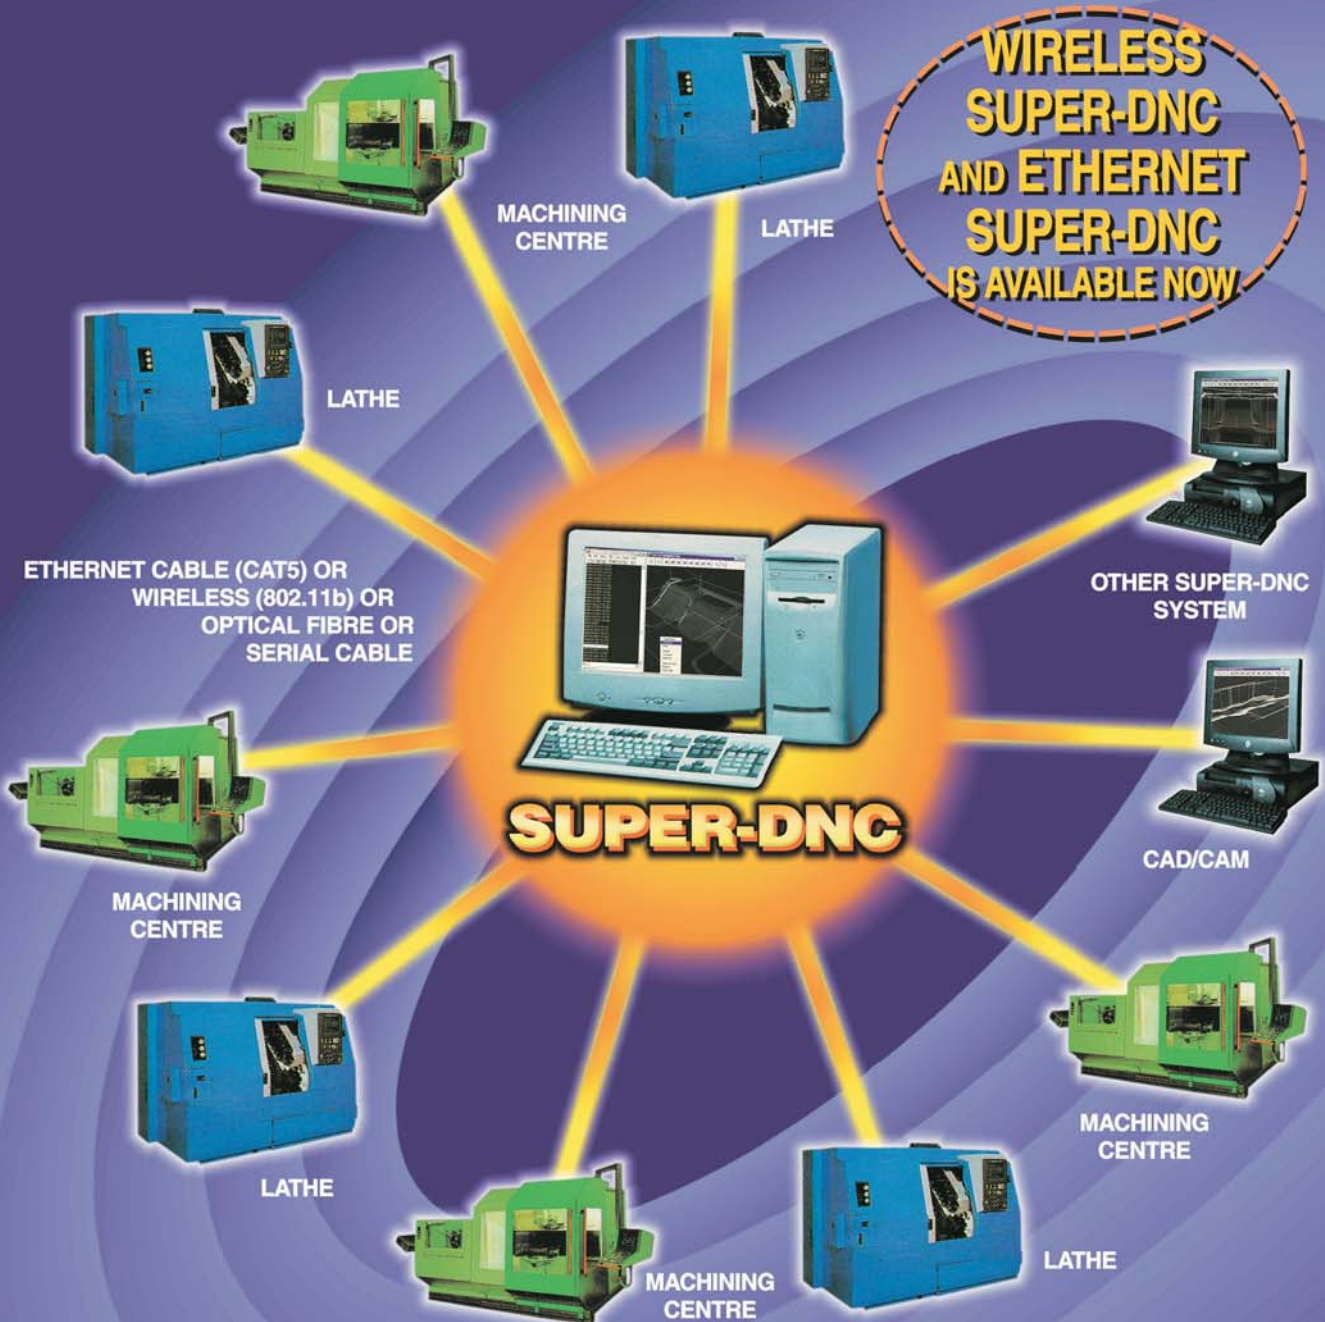 WIRELESS
SUPER-DNC
AND ETHERNET
SUPER-DNC
IS AVAILABLE NOW
MACHINING
CENTRE
LATHE
LATHE
ETHERNET CABLE (CAT5) OR
WIRELESS (802.11b) OR
OPTICAL FIBRE OR
SERIAL CABLE
OTHER SUPER-DNC
SYSTEM
SUPER-DNC
CAD/CAM
MACHINING
CENTRE
MACHINING
CENTRE
LATHE
LATHE
MACHINING
CENTRE